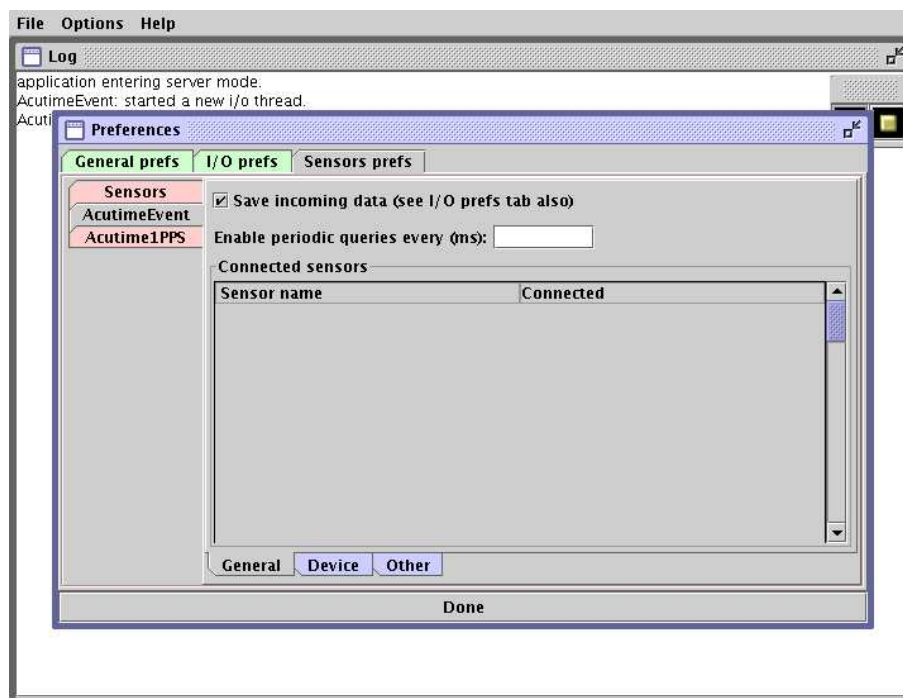 File Options Help
Log
application entering server mode.
AcutimeEvent: started a new i/o thread.
Acuti
Preferences
General prefs I/O prefs Sensors prefs
Sensors
AcutimeEvent
Acutime1PPS
Save incoming data (see I/O prefs tab also)
Enable periodic queries every (ms):
Connected sensors
Sensor name Connected
General Device Other
Done